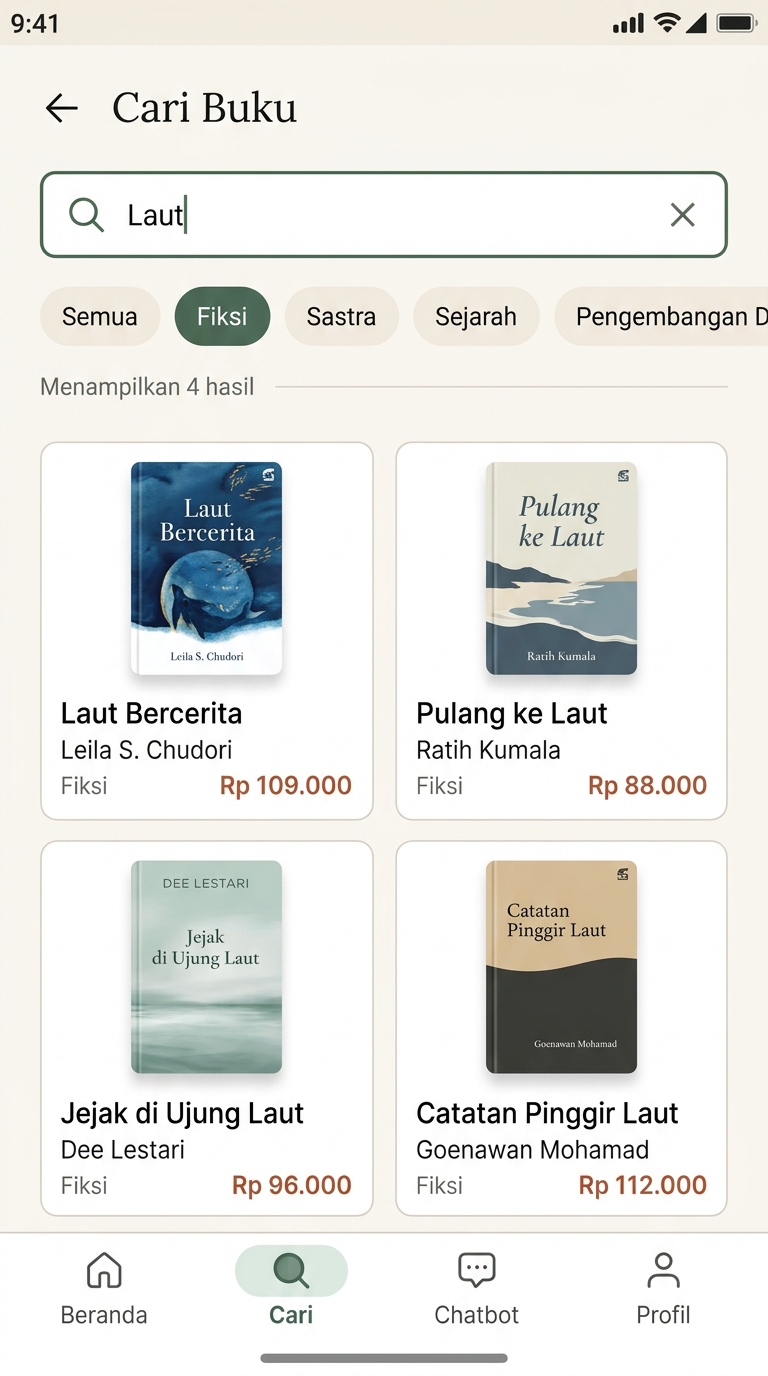 9:41
Cari Buku
Laut
Semua
Fiksi
Sastra
Sejarah
Pengembangan D
Menampilkan 4 hasil
Laut
Bercerita
Leila S. Chudori
Laut Bercerita
Leila S. Chudori
Fiksi Rp 109.000
Pulang
ke Laut
Ratih Kumala
Pulang ke Laut
Ratih Kumala
Fiksi Rp 88.000
DEE LESTARI
Jejak
di Ujung Laut
Jejak di Ujung Laut
Dee Lestari
Fiksi Rp 96.000
Catatan
Pinggir Laut
Goenawan Mohamad
Catatan Pinggir Laut
Goenawan Mohamad
Fiksi Rp 112.000
Beranda
Cari
Chatbot
Profil